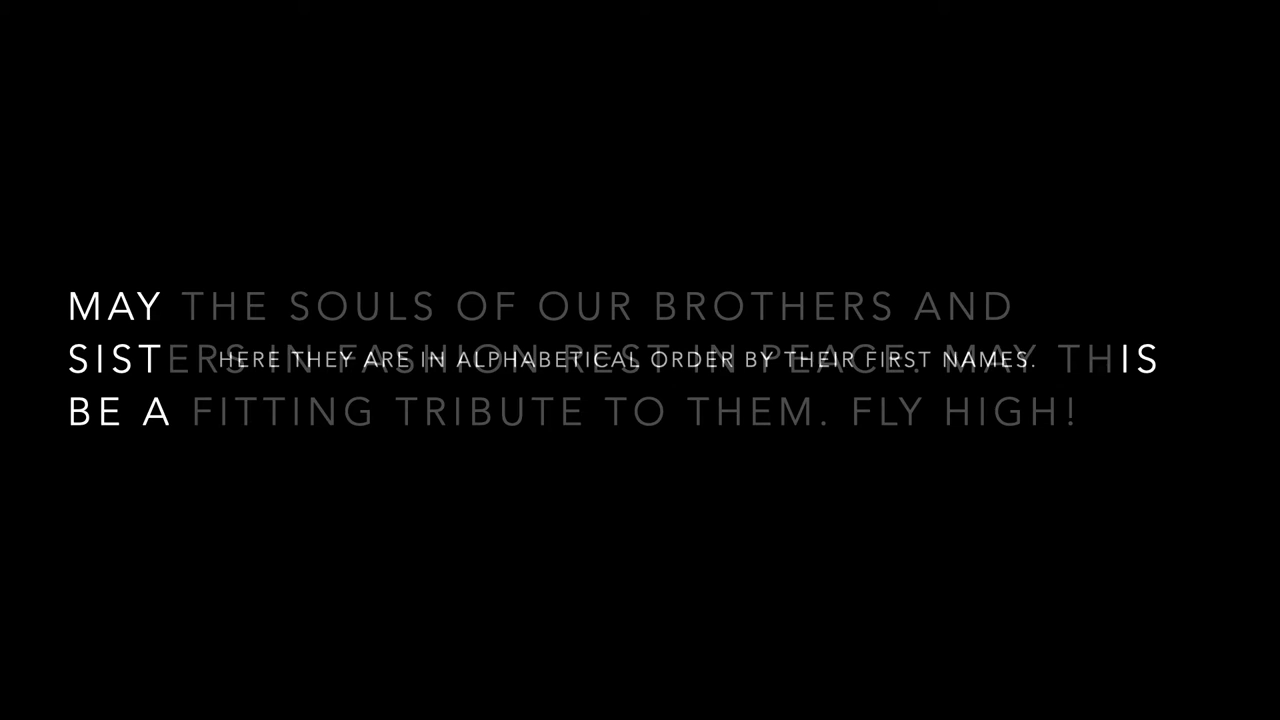 MAY THE SOULS OF OUR BROTHERS AND
SISTERS IN FASHION REST IN PEACE. MAY THIS
HERE THEY ARE IN ALPHABETICAL ORDER BY THEIR FIRST NAMES.
BE A FITTING TRIBUTE TO THEM. FLY HIGH!